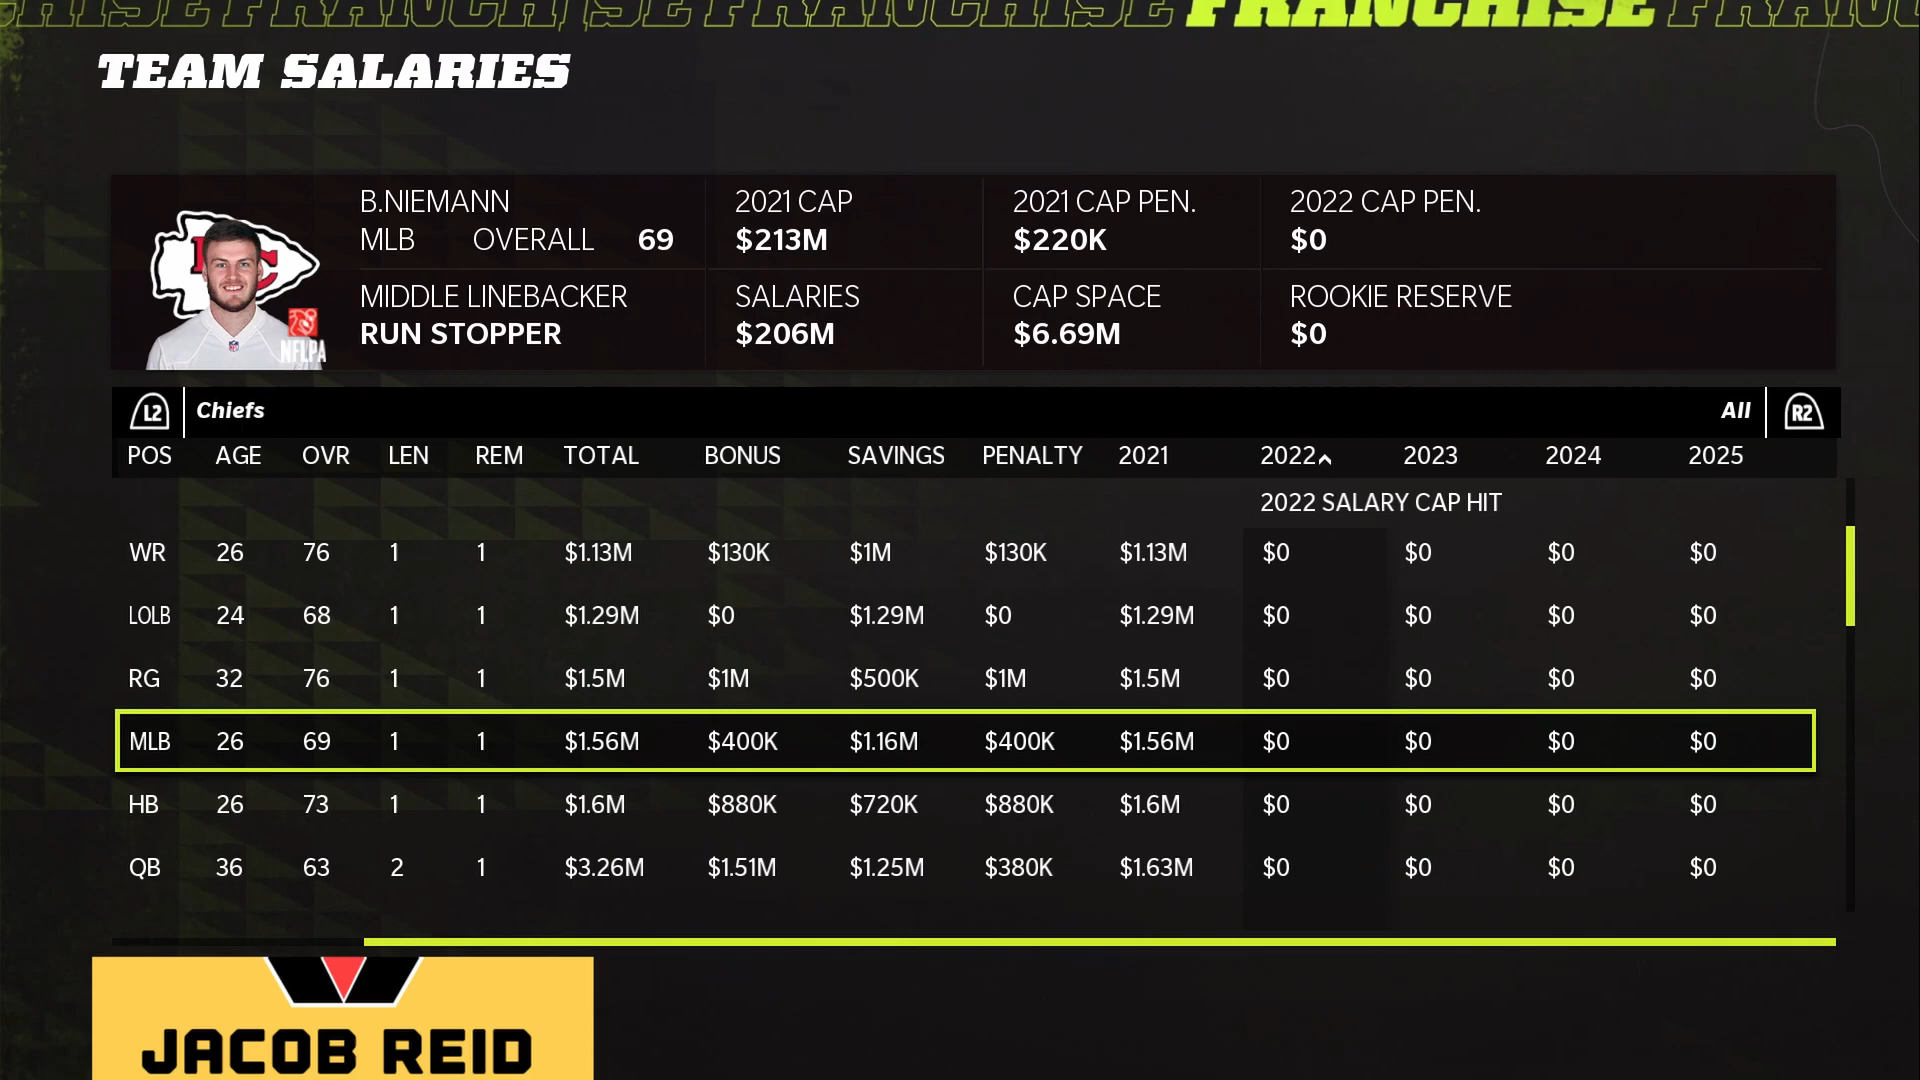 FRANCHISE FRANCHISE FRANCHISE
TEAM SALARIES
B.NIEMANN
MLB OVERALL 69
MIDDLE LINEBACKER
RUN STOPPER
2021 CAP
$213M
SALARIES
$206M
2021 CAP PEN.
$220K
CAP SPACE
$6.69M
2022 CAP PEN.
$0
ROOKIE RESERVE
$0
NFLPA
L2 Chiefs All R2
POS AGE OVR LEN REM TOTAL BONUS SAVINGS PENALTY 2021 2022 2023 2024 2025
2022 SALARY CAP HIT
WR 26 76 1 1 $1.13M $130K $1M $130K $1.13M $0 $0 $0 $0
LOLB 24 68 1 1 $1.29M $0 $1.29M $0 $1.29M $0 $0 $0 $0
RG 32 76 1 1 $1.5M $1M $500K $1M $1.5M $0 $0 $0 $0
MLB 26 69 1 1 $1.56M $400K $1.16M $400K $1.56M $0 $0 $0 $0
HB 26 73 1 1 $1.6M $880K $720K $880K $1.6M $0 $0 $0 $0
QB 36 63 2 1 $3.26M $1.51M $1.25M $380K $1.63M $0 $0 $0 $0
JACOB REID